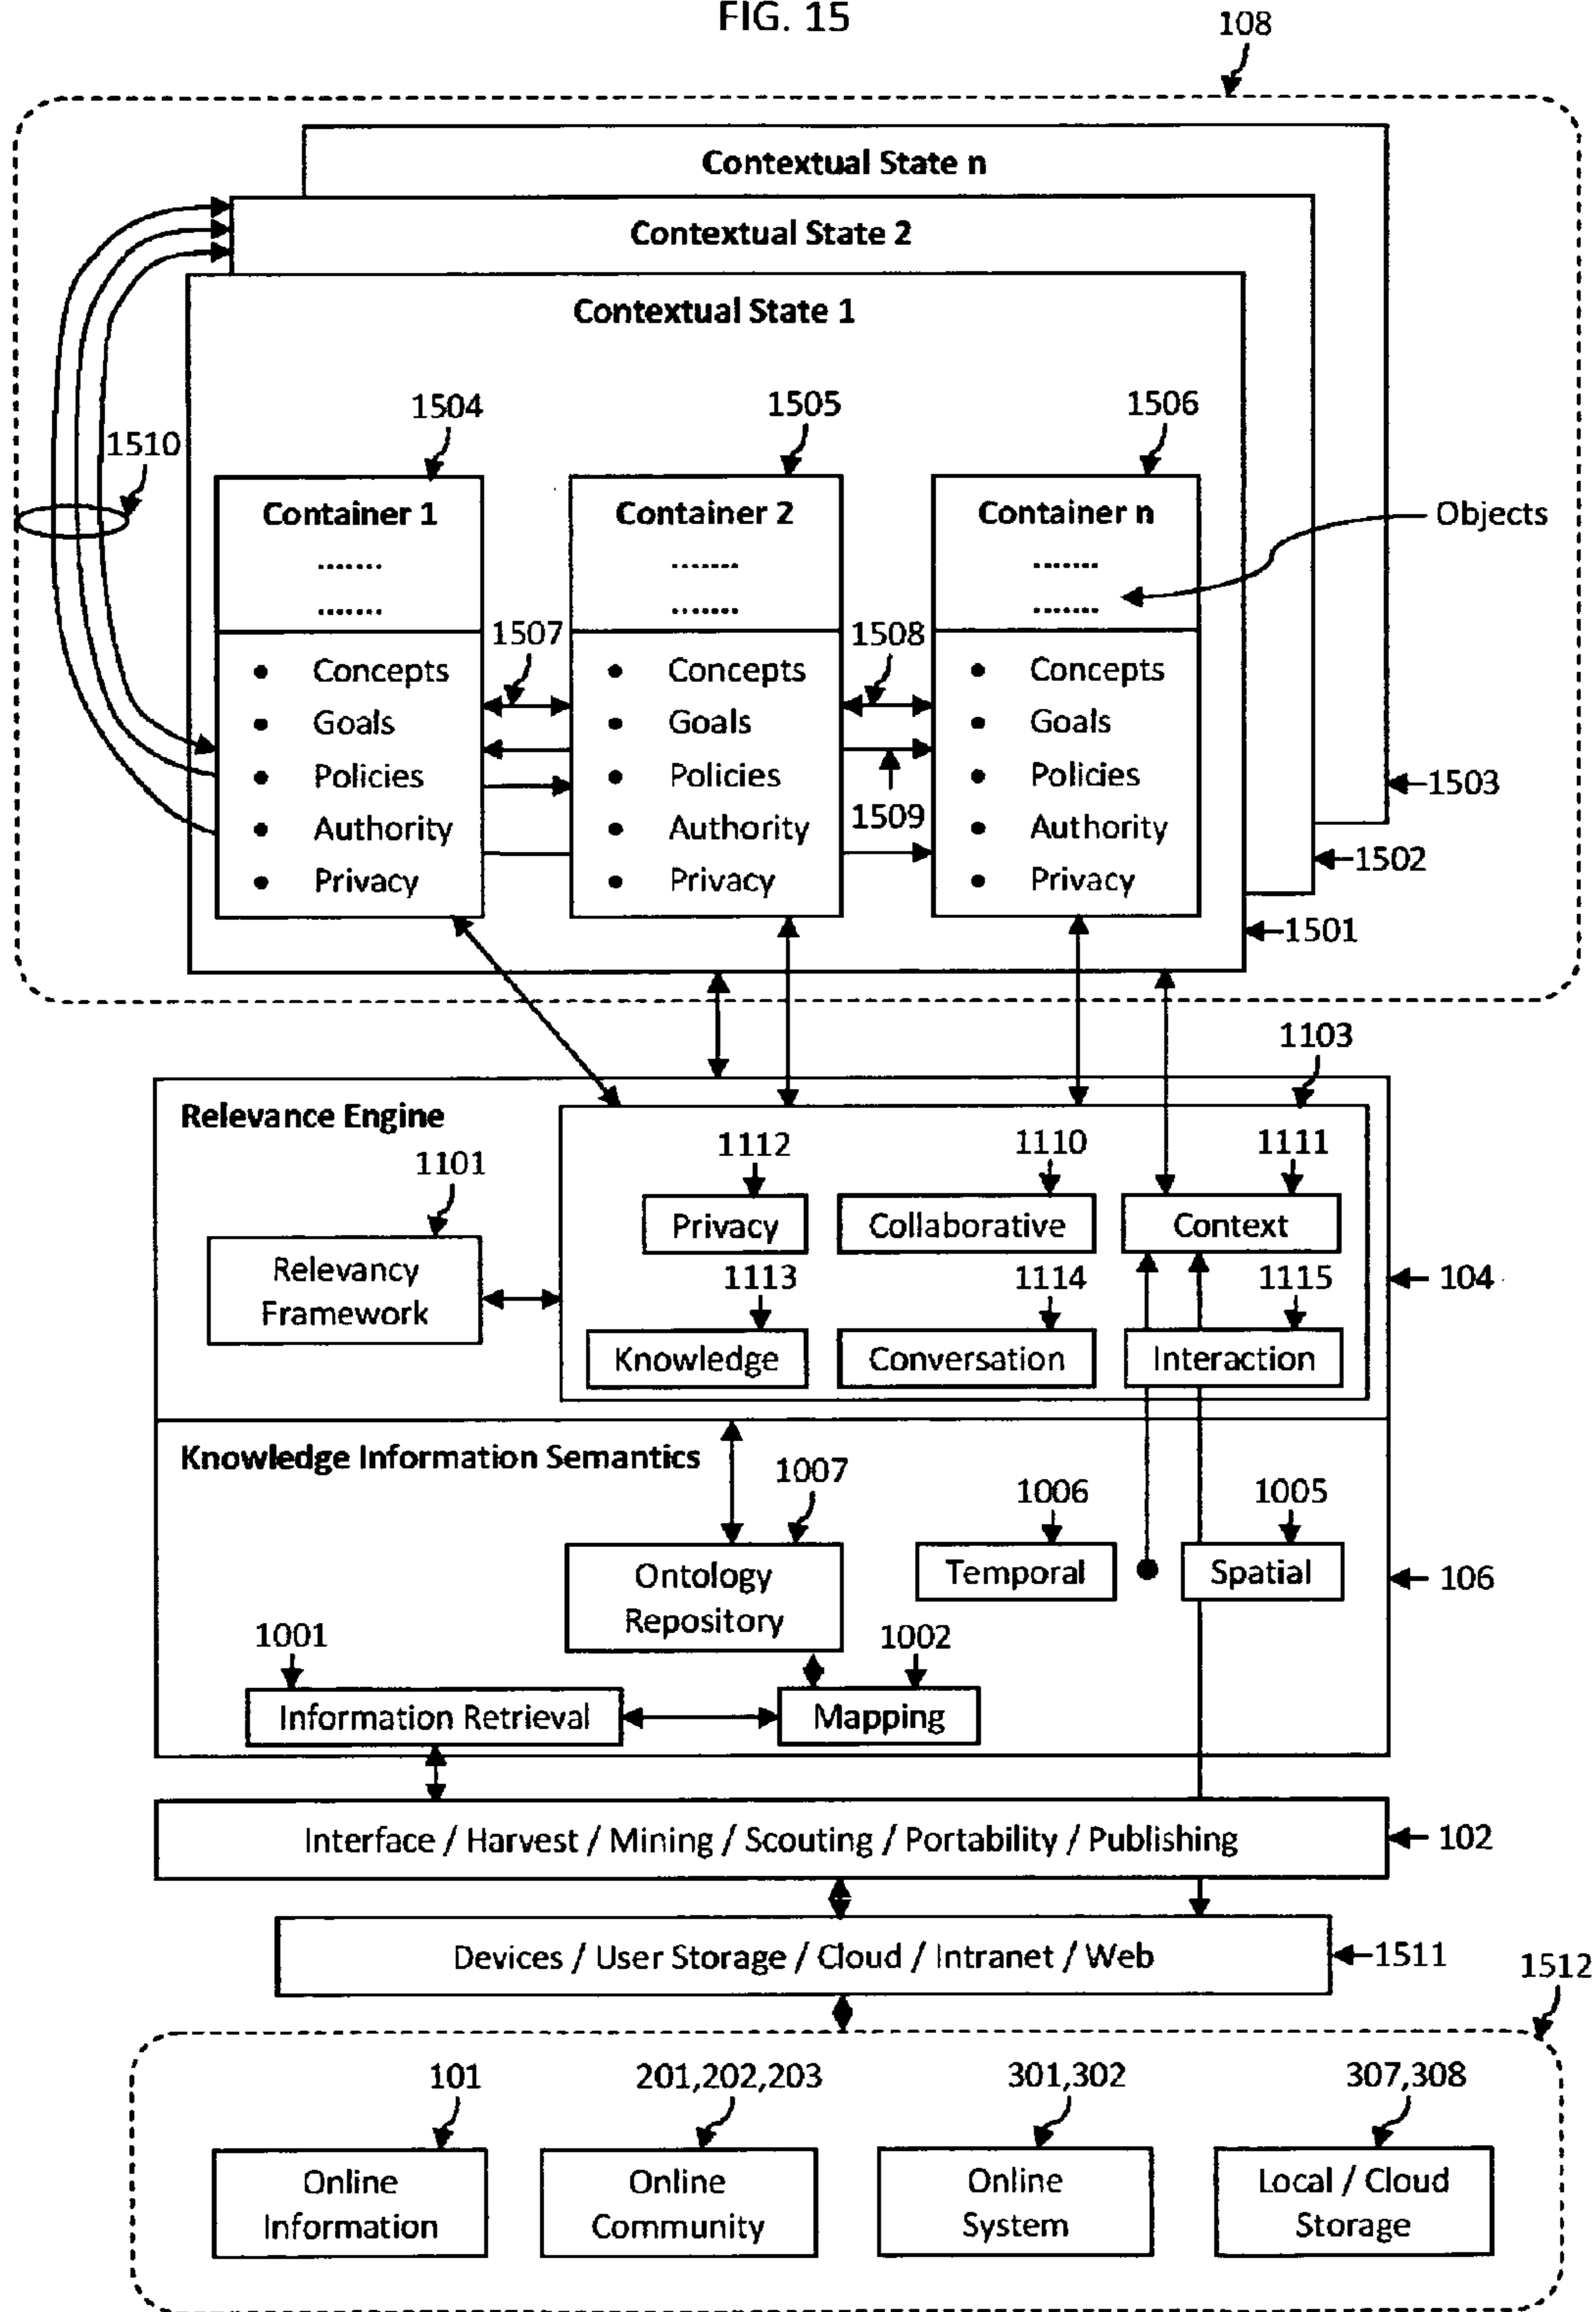 FIG. 15
108
Contextual State n
Contextual State 2
Contextual State 1
1504
1505
1506
1510
Container 1
Container 2
Container n
Objects
.......
.......
.......
.......
.......
.......
1507
1508
• Concepts
• Goals
• Policies
• Authority
• Privacy
• Concepts
• Goals
• Policies
• Authority
• Privacy
• Concepts
• Goals
• Policies
• Authority
• Privacy
1509
1503
1502
1501
1103
Relevance Engine
1112
1110
1111
1101
Privacy
Collaborative
Context
Relevancy
Framework
1113
1114
1115
104
Knowledge
Conversation
Interaction
Knowledge Information Semantics
1007
1006
1005
Ontology
Repository
Temporal
Spatial
106
1001
1002
Information Retrieval
Mapping
Interface / Harvest / Mining / Scouting / Portability / Publishing
102
Devices / User Storage / Cloud / Intranet / Web
1511
1512
101
201,202,203
301,302
307,308
Online
Information
Online
Community
Online
System
Local / Cloud
Storage